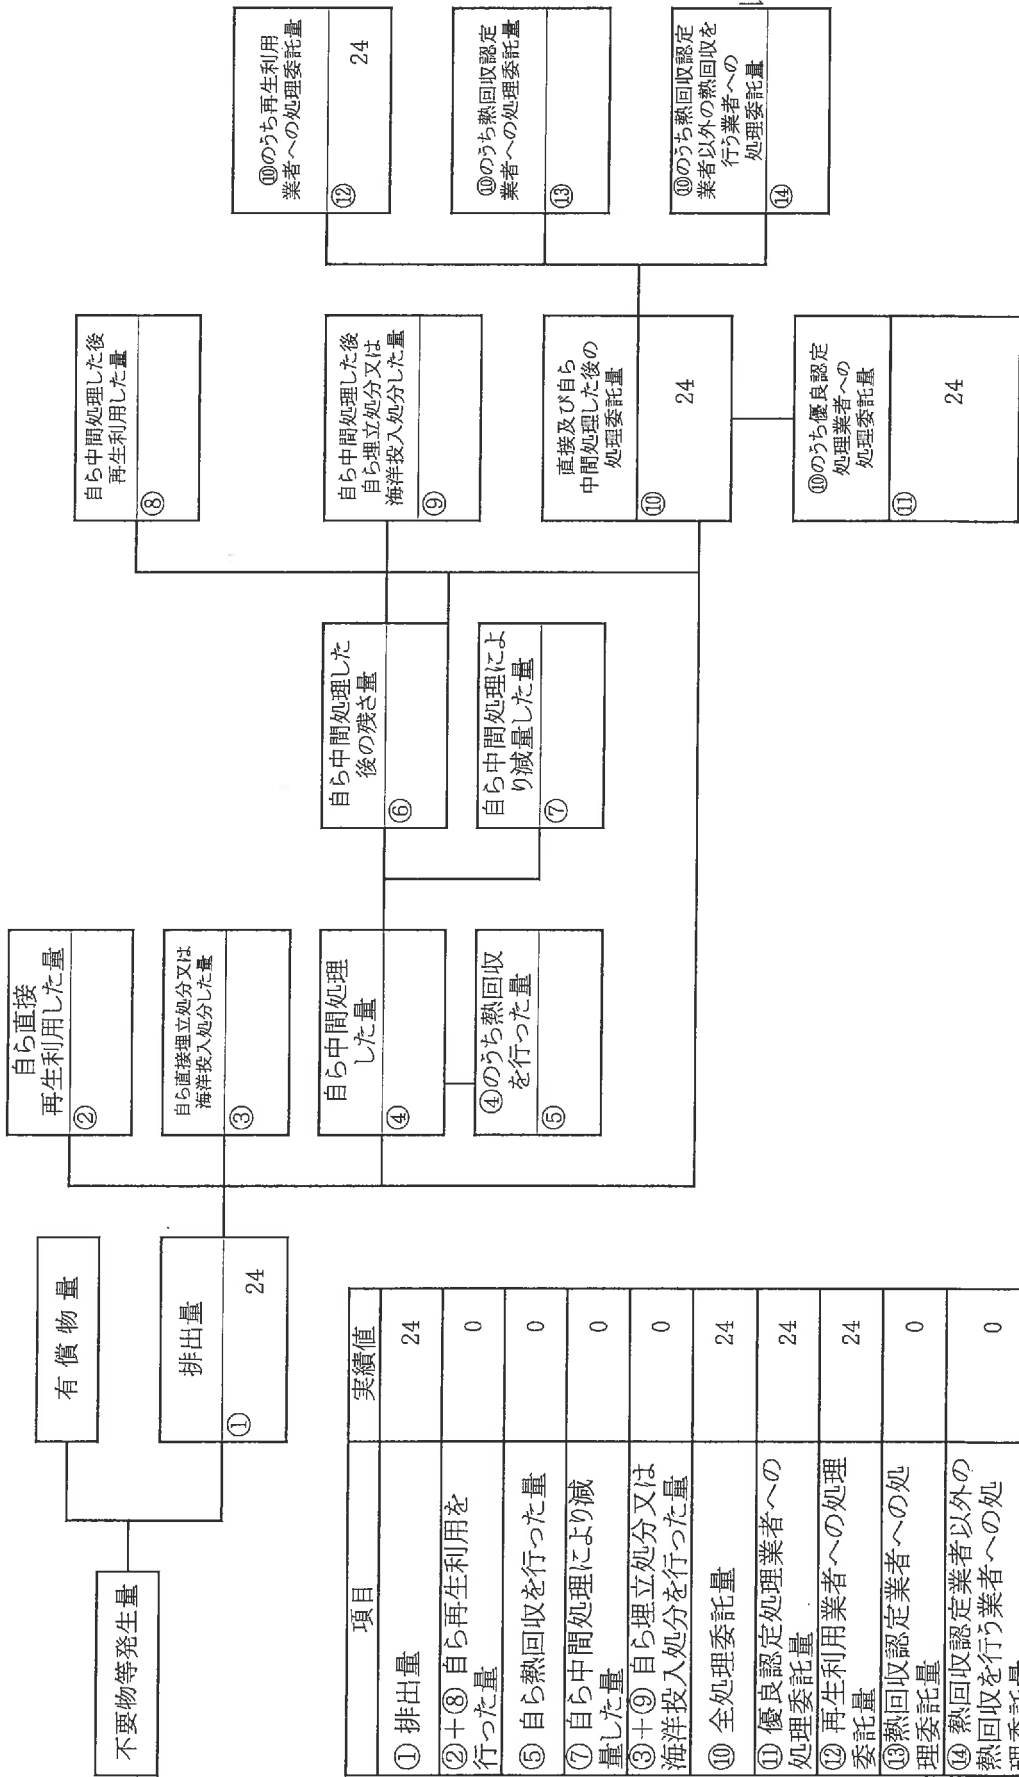 不要物等発生量
有償物量
排出量
①
24
自ら直接
再生利用した量
②
自ら直接埋立処分又は
海洋投入処分した量
③
自ら中間処理
した量
④
④のうち熱回収
を行った量
⑤
自ら中間処理した
後の残さ量
⑥
自ら中間処理によ
り減量した量
⑦
自ら中間処理した後
再生利用した量
⑧
自ら中間処理した後
自ら埋立処分又は
海洋投入処分した量
⑨
直接及び自ら
中間処理した後の
処理委託量
⑩
24
⑩のうち優良認定
処理業者への
処理委託量
⑪
24
⑩のうち再生利用
業者への処理委託量
⑫
24
⑩のうち熱回収認定
業者への処理委託量
⑬
⑩のうち熱回収認定
業者以外の熱回収を
行う業者への
処理委託量
⑭
項目 実績値
① 排出量 24
②+⑧ 自ら再生利用を
行った量 0
⑤ 自ら熱回収を行った量 0
⑦ 自ら中間処理により減
量した量 0
③+⑨ 自ら埋立処分又は
海洋投入処分を行った量 0
⑩ 全処理委託量 24
⑪ 優良認定処理業者への
処理委託量 24
⑫ 再生利用業者への処理
委託量 24
⑬熱回収認定業者への処
理委託量 0
⑭ 熱回収認定業者以外の
熱回収を行う業者への処
理委託量 0